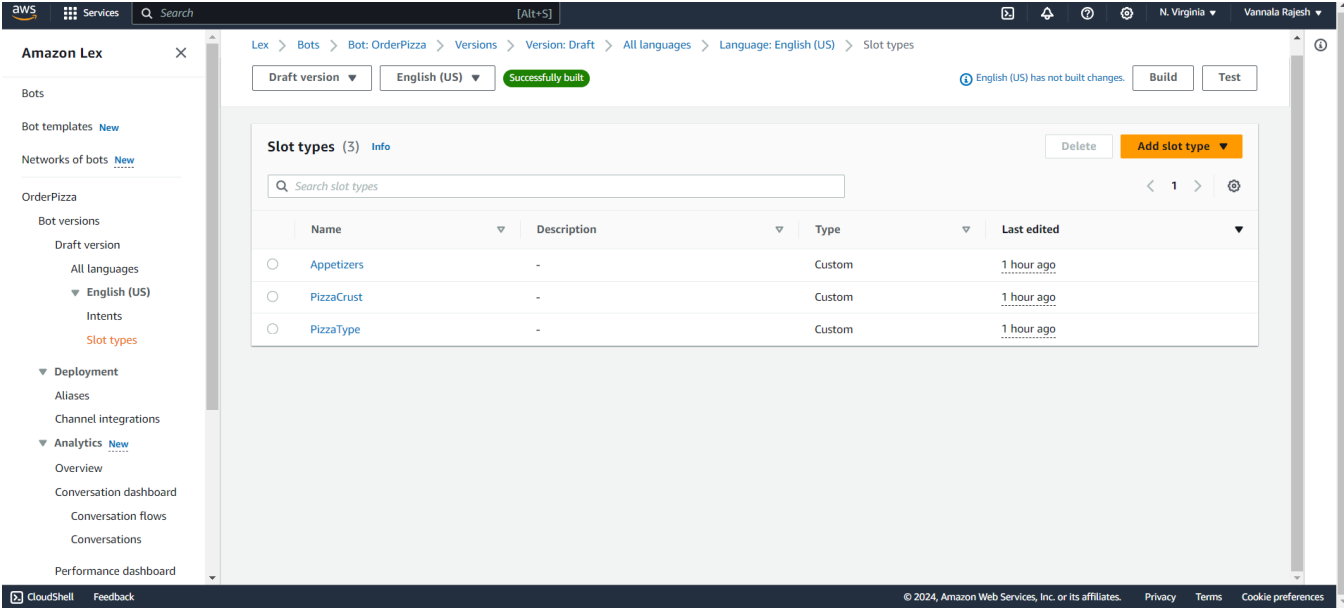 aws Services Search [Alt+S] N. Virginia ▼ Vannala Rajesh ▼
Amazon Lex
Bots
Bot templates New
Networks of bots New
OrderPizza
Bot versions
Draft version
All languages
▼ English (US)
Intents
Slot types
▼ Deployment
Aliases
Channel integrations
▼ Analytics New
Overview
Conversation dashboard
Conversation flows
Conversations
Performance dashboard
Lex > Bots > Bot: OrderPizza > Versions > Version: Draft > All languages > Language: English (US) > Slot types
Draft version ▼ English (US) ▼ Successfully built English (US) has not built changes. Build Test
Slot types (3) Info Delete Add slot type ▼
Search slot types < 1 >
Name Description Type Last edited
Appetizers - Custom 1 hour ago
PizzaCrust - Custom 1 hour ago
PizzaType - Custom 1 hour ago
CloudShell Feedback © 2024, Amazon Web Services, Inc. or its affiliates. Privacy Terms Cookie preferences